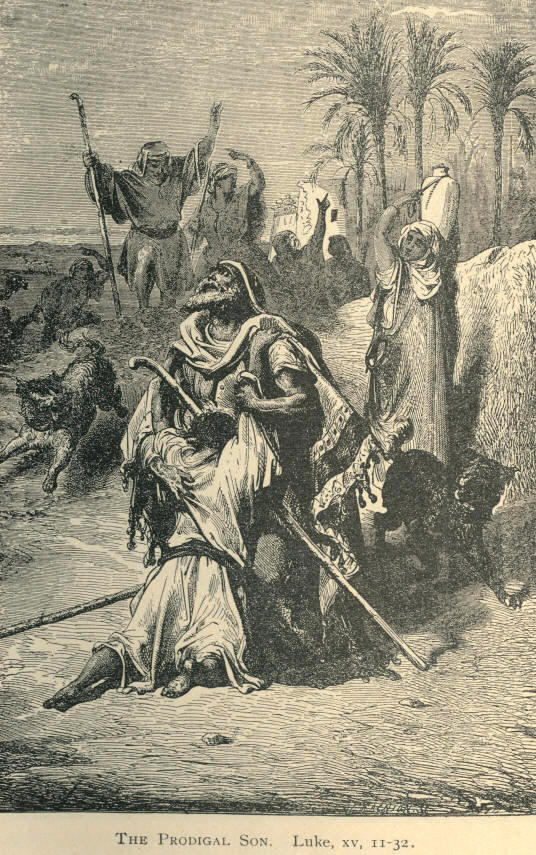 The Prodigal Son. Luke, xv, 11-32.